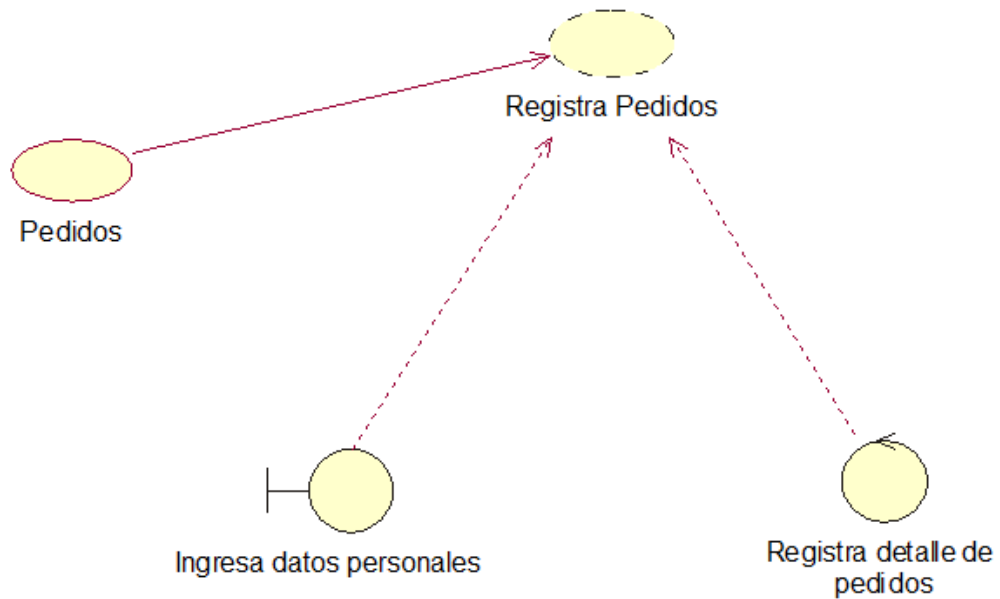 Registra Pedidos
Pedidos
Ingresa datos personales
Registra detalle de
pedidos